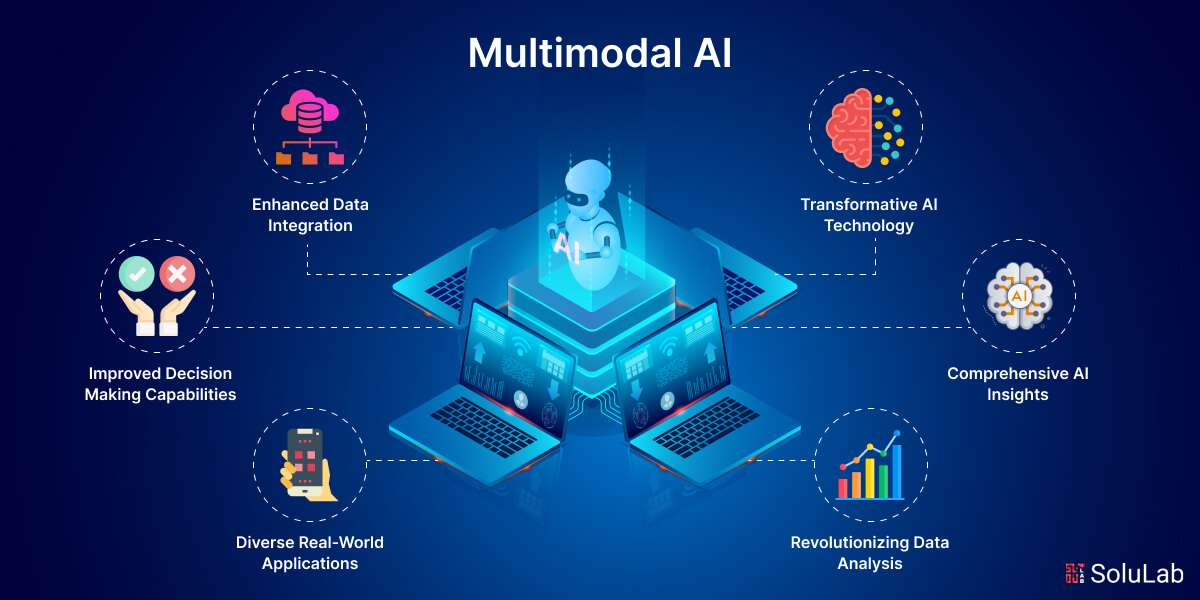 Multimodal AI
Enhanced Data
Integration
Transformative AI
Technology
AI
Improved Decision
Making Capabilities
AI
Comprehensive AI
Insights
Diverse Real-World
Applications
Revolutionizing Data
Analysis
SoluLab